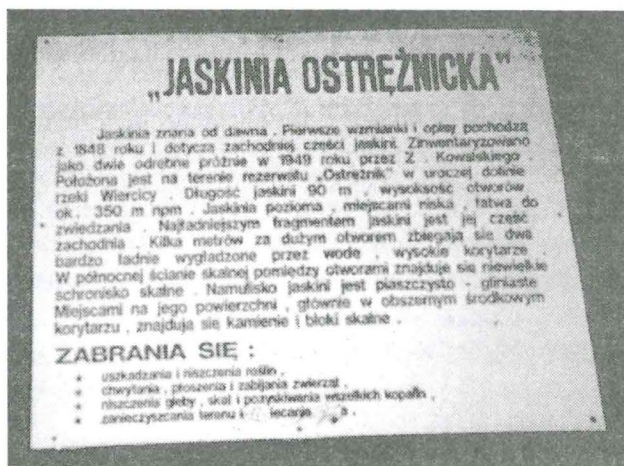 „JASKINIA OSTRĘŻNICKA"
Jaskinia znana od dawna . Pierwsze wzmianki i opisy pochodzą
z 1848 roku i dotyczą zachodniej części jaskini. Zinwentaryzowano
jako dwie odrębne próżnie w 1949 roku przez Z . Kowalskiego .
Położona jest na terenie rezerwatu „Ostrężnik" w uroczej dolinie
rzeki Wiercicy . Długość jaskini 90 m , wysokość otworów
ok . 350 m npm . Jaskinia pozioma , miejscami niska , łatwa do
zwiedzania . Najładniejszym fragmentem jaskini jest jej część
zachodnia . Kilka metrów za dużym otworem zbiegają się dwa
bardzo ładnie wygładzone przez wodę , wysokie korytarze .
W północnej ścianie skalnej pomiędzy otworami znajduje się niewielkie
schronisko skalne . Namulisko jaskini jest piaszczysto - gliniaste
Miejscami na jego powierzchni , głównie w obszernym środkowym
korytarzu , znajdują się kamienie i bloki skalne .
ZABRANIA SIĘ :
* uszkadzania i niszczenia roślin ,
* chwytania , płoszenia i zabijania zwierząt ,
* niszczenia gleby , skał i pozyskiwania wszelkich kopalin ,
* zanieczyszcania terenu i